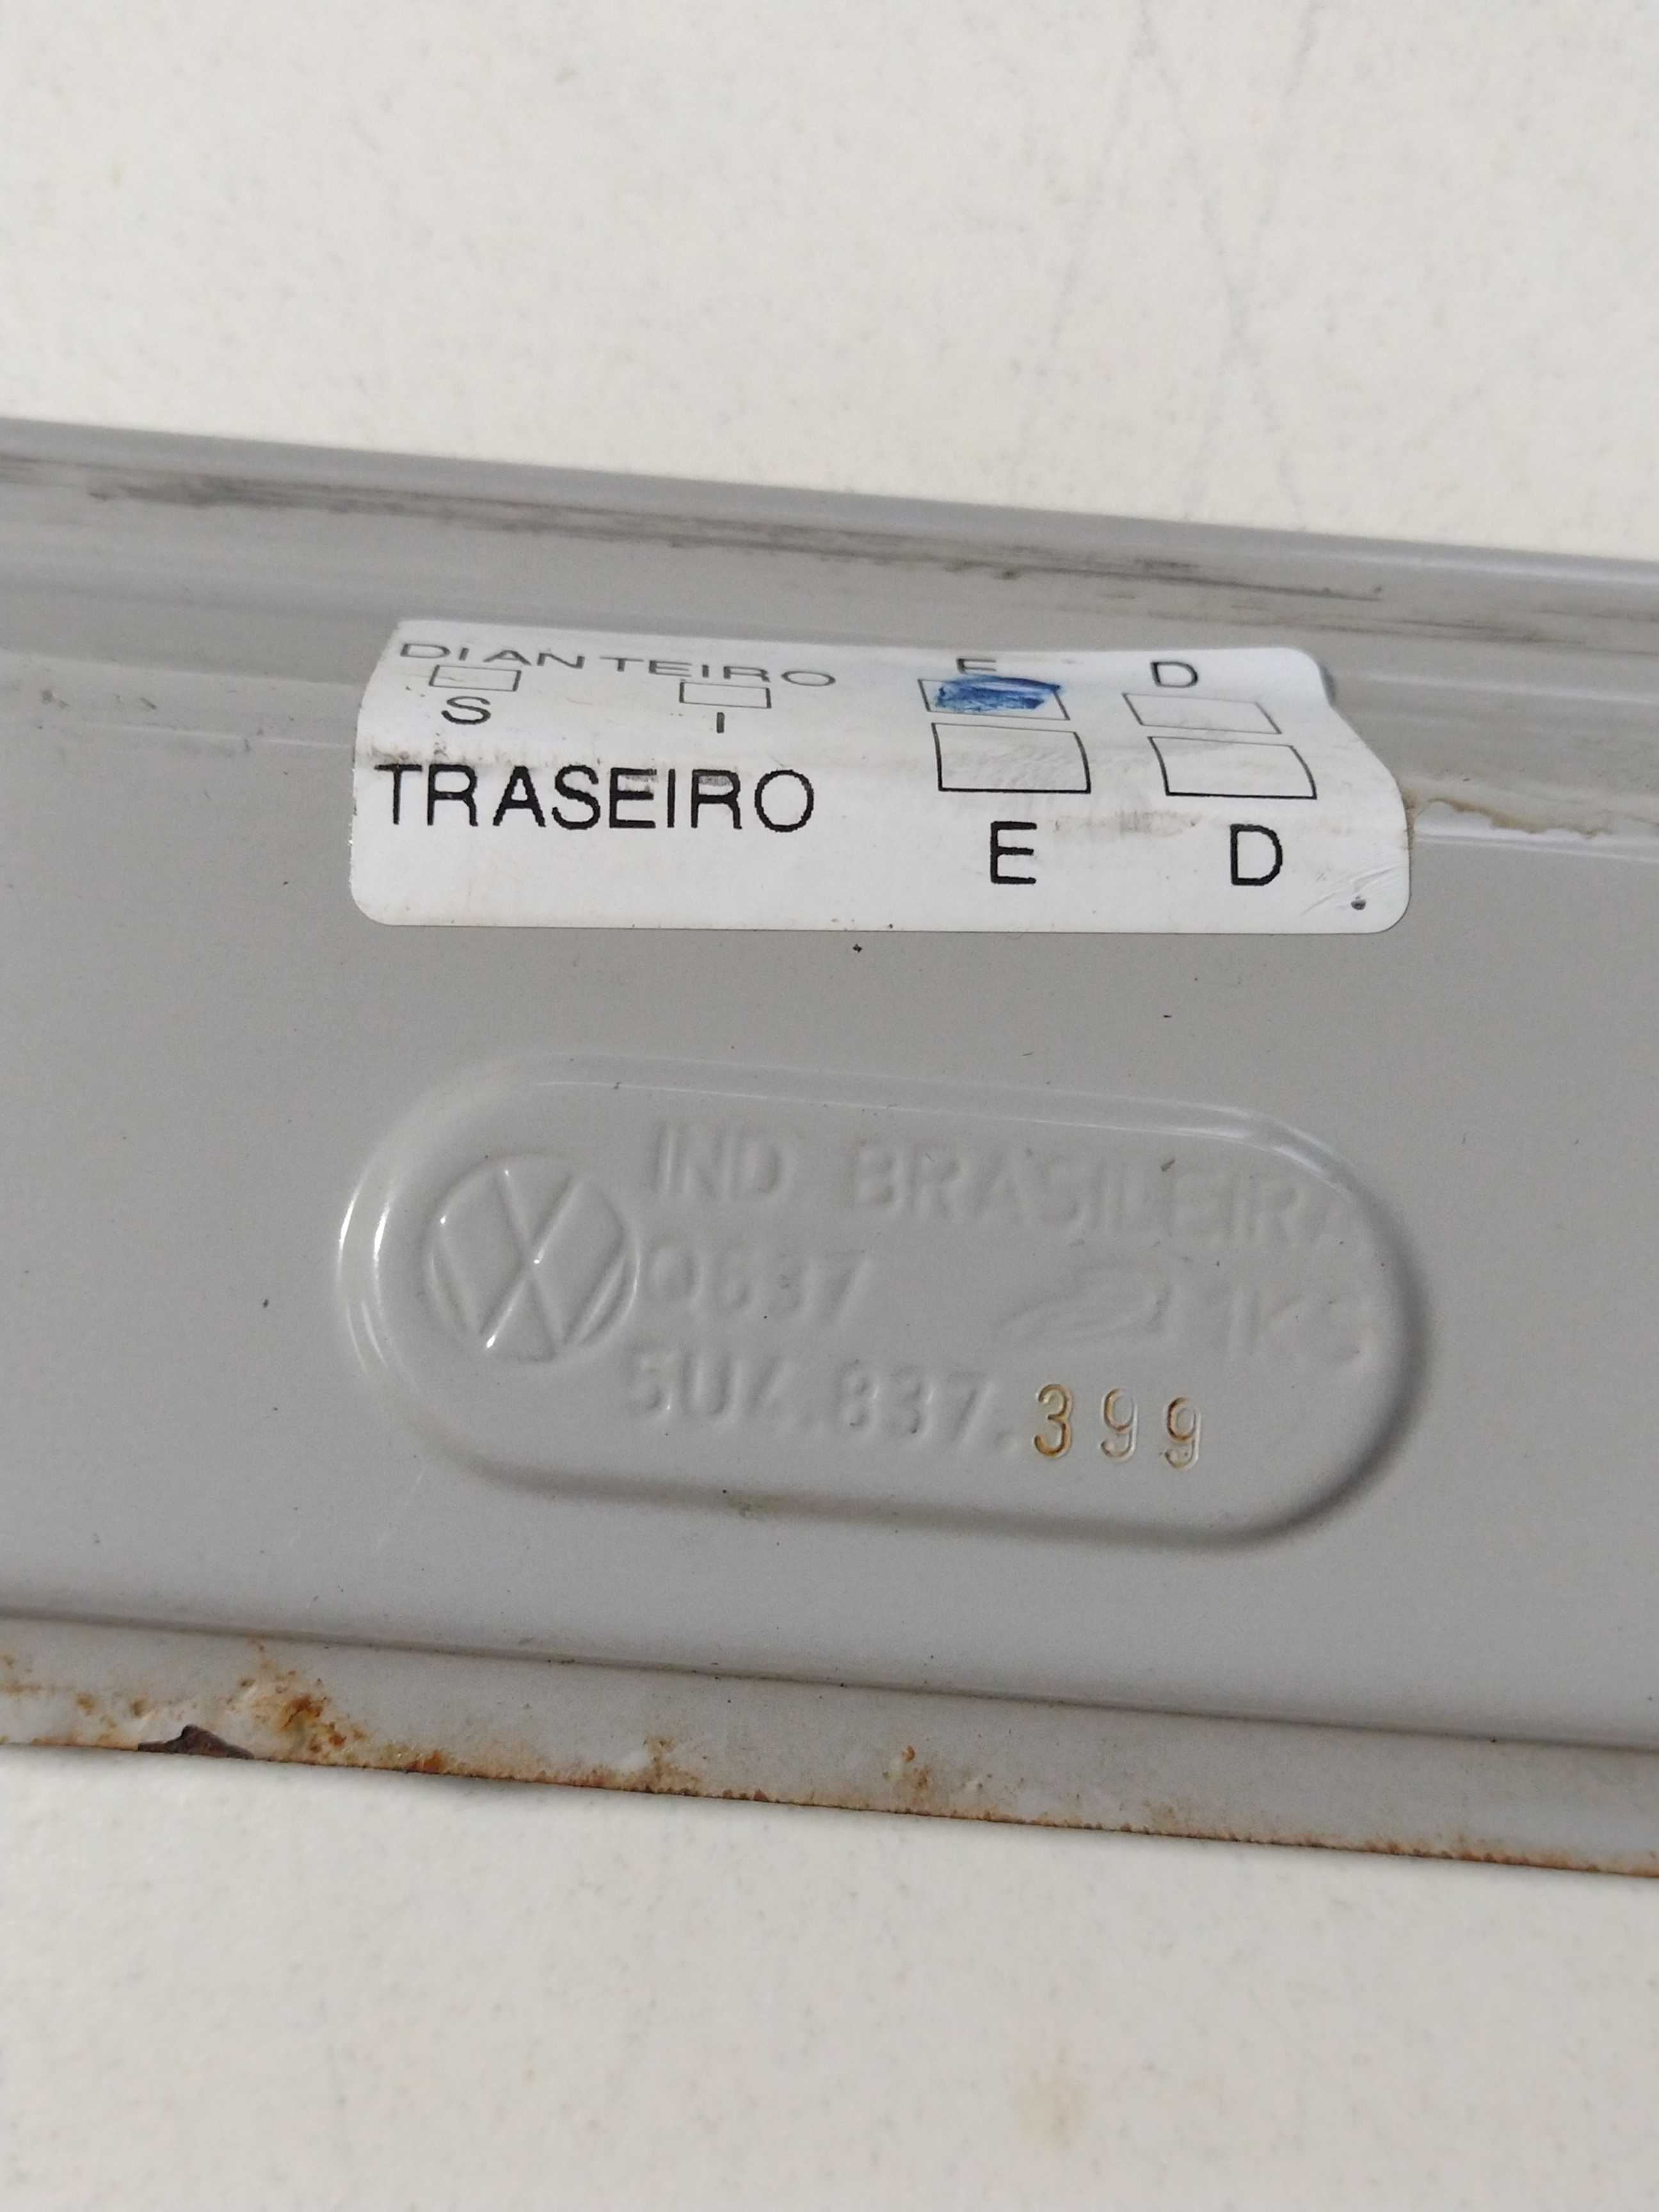 DIANTEIRO E D
S I
TRASEIRO
E D
IND BRASILEIRA
Q637
5U4.837.399